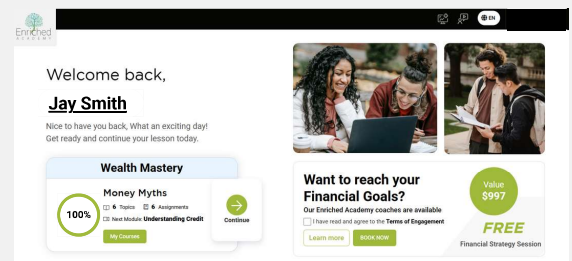 Enriched
ACADEMY
EN
Welcome back,
Jay Smith
Nice to have you back, What an exciting day!
Get ready and continue your lesson today.
Wealth Mastery
Money Myths
100%
6 Topics 6 Assignments
Next Module: Understanding Credit
My Courses
Continue
Want to reach your
Financial Goals?
Our Enriched Academy coaches are available
I have read and agree to the Terms of Engagement
Learn more
BOOK NOW
Value
$997
FREE
Financial Strategy Session